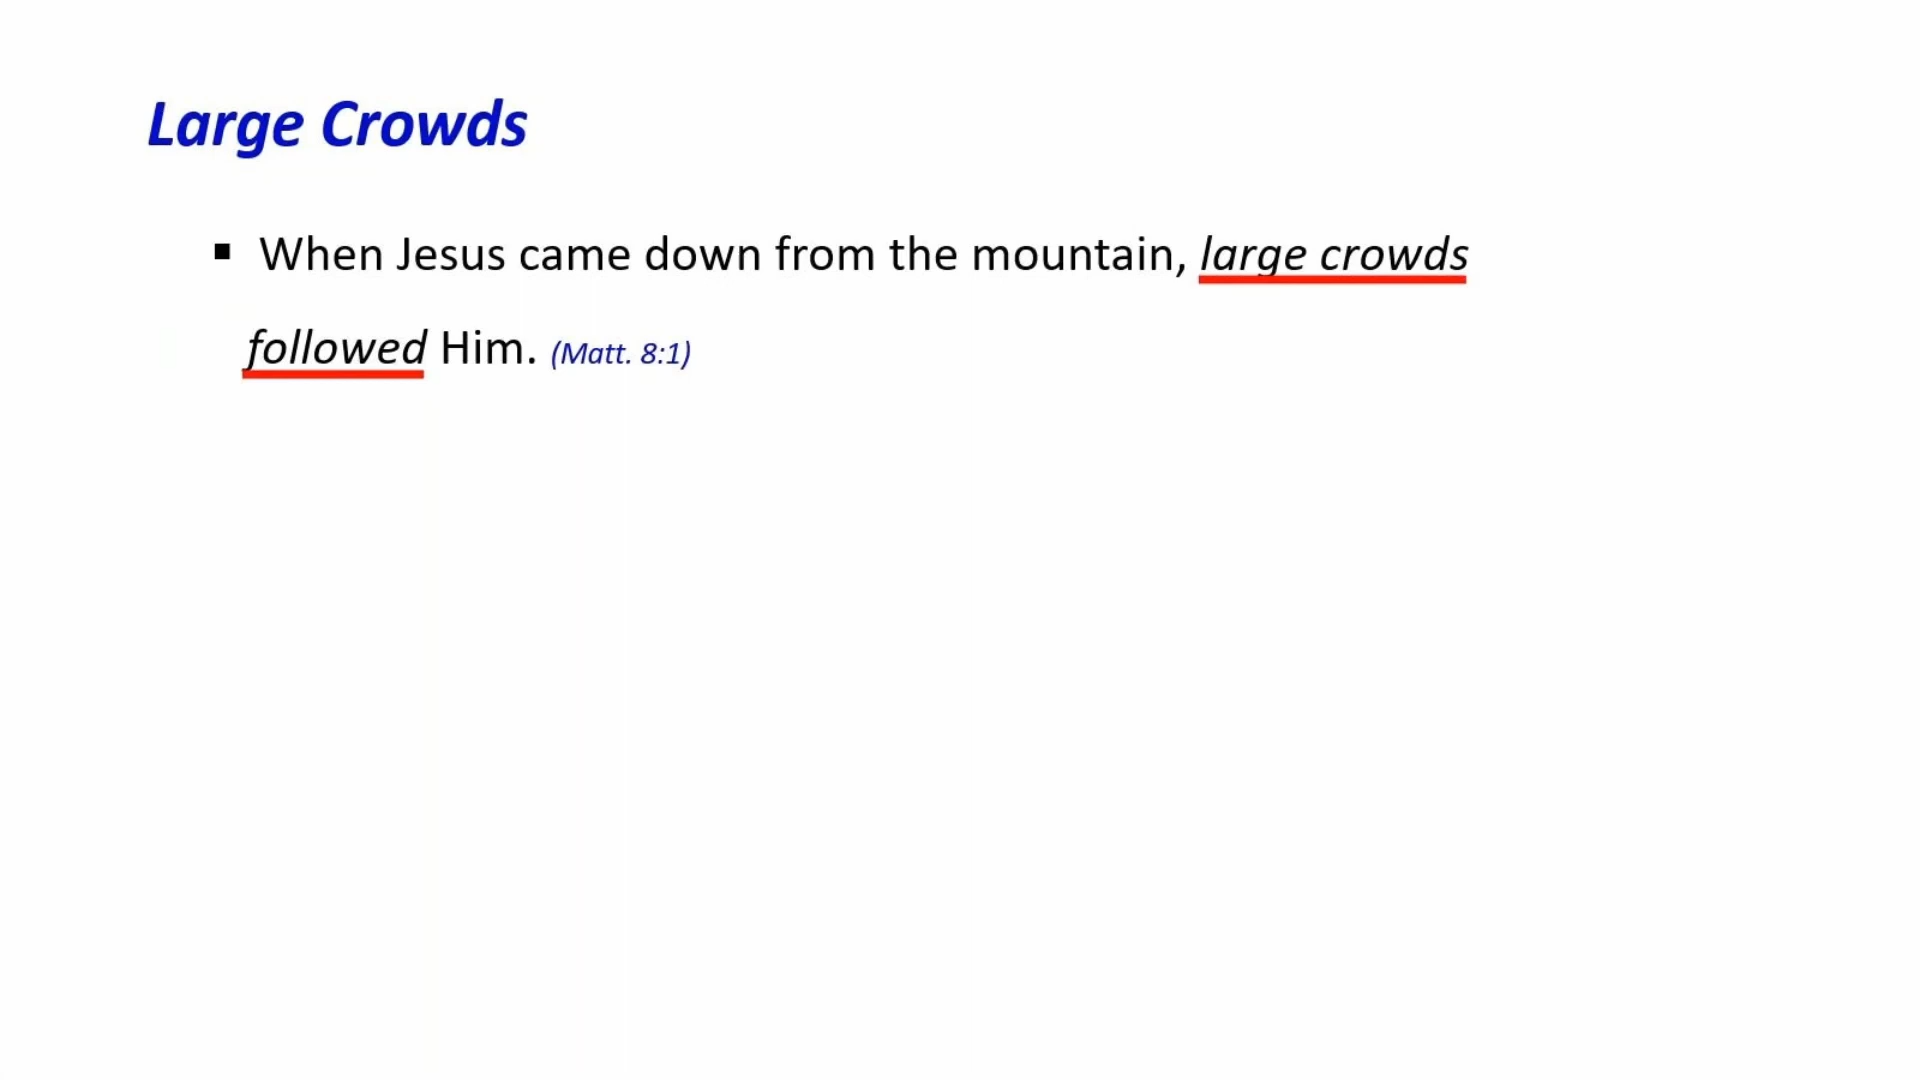 Large Crowds
▪ When Jesus came down from the mountain, large crowds
followed Him. (Matt. 8:1)